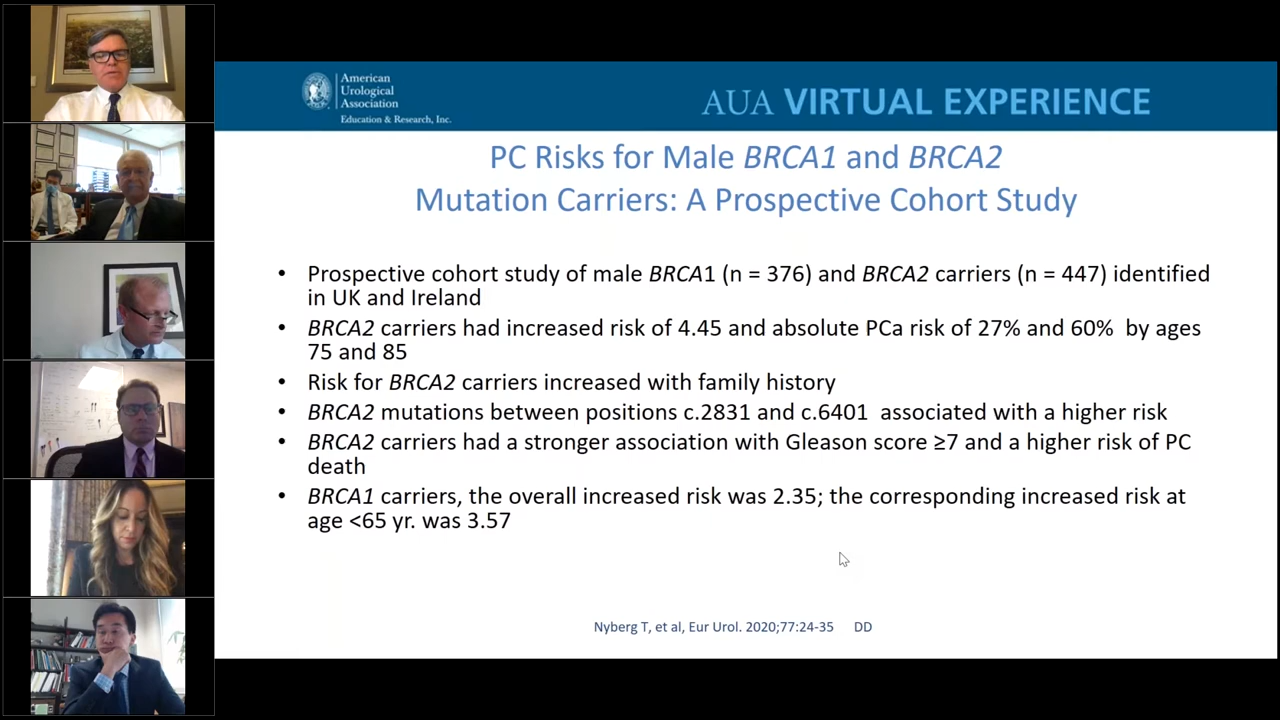 American
Urological
Association
Education & Research, Inc.
AUA VIRTUAL EXPERIENCE
PC Risks for Male BRCA1 and BRCA2
Mutation Carriers: A Prospective Cohort Study
• Prospective cohort study of male BRCA1 (n = 376) and BRCA2 carriers (n = 447) identified
in UK and Ireland
• BRCA2 carriers had increased risk of 4.45 and absolute PCa risk of 27% and 60% by ages
75 and 85
• Risk for BRCA2 carriers increased with family history
• BRCA2 mutations between positions c.2831 and c.6401 associated with a higher risk
• BRCA2 carriers had a stronger association with Gleason score ≥7 and a higher risk of PC
death
• BRCA1 carriers, the overall increased risk was 2.35; the corresponding increased risk at
age <65 yr. was 3.57
Nyberg T, et al, Eur Urol. 2020;77:24-35 DD